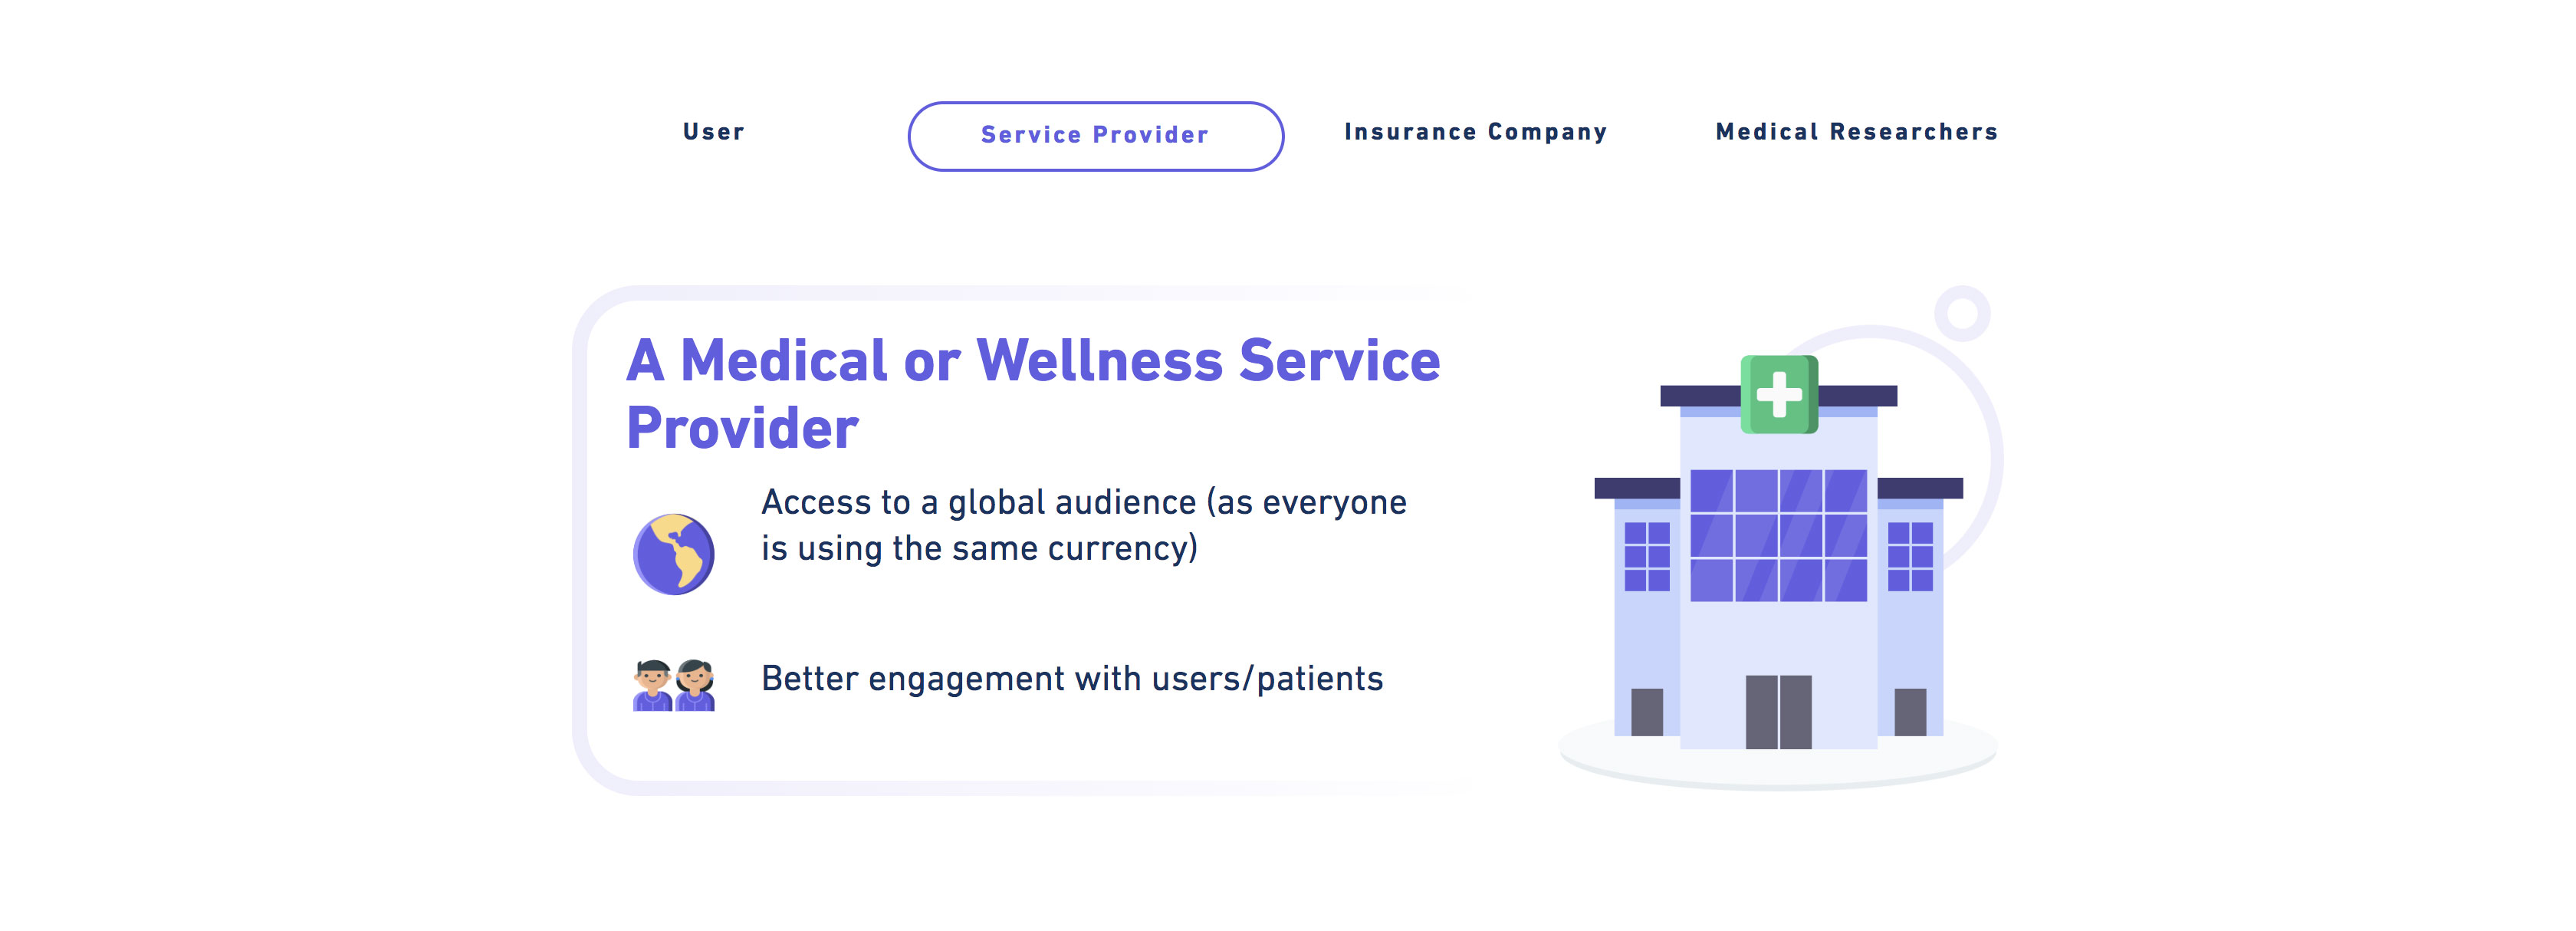 User
Service Provider
Insurance Company
Medical Researchers
A Medical or Wellness Service
Provider
Access to a global audience (as everyone
is using the same currency)
Better engagement with users/patients